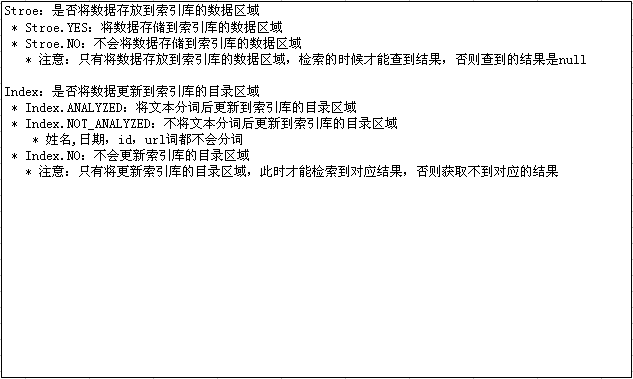 Stroe: 是否将数据存放到索引库的数据区域
* Stroe.YES: 将数据存储到索引库的数据区域
* Stroe.NO: 不会将数据存储到索引库的数据区域
* 注意: 只有将数据存放到索引库的数据区域, 检索的时候才能查到结果, 否则查到的结果是null
Index: 是否将数据更新到索引库的目录区域
* Index.ANALYZED: 将文本分词后更新到索引库的目录区域
* Index.NOT_ANALYZED: 不将文本分词后更新到索引库的目录区域
* 姓名,日期, id, url词都不会分词
* Index.NO: 不会更新索引库的目录区域
* 注意: 只有将更新索引库的目录区域, 此时才能检索到对应结果, 否则获取不到对应的结果